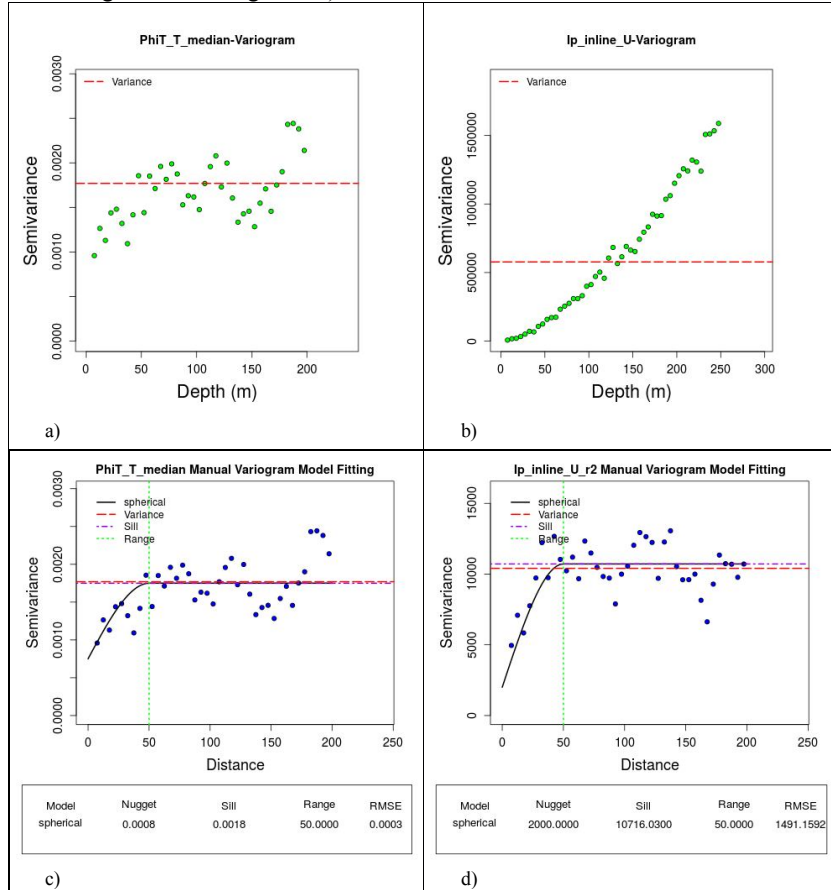 PhiT_T_median-Variogram
Variance
Semivariance
0.0000 0.0010 0.0020 0.0030
0 50 100 150 200
Depth (m)
a)
Ip_inline_U-Variogram
Variance
Semivariance
0 500000 1000000 1500000
0 50 100 150 200 250 300
Depth (m)
b)
PhiT_T_median Manual Variogram Model Fitting
spherical
Variance
Sill
Range
Semivariance
0.0000 0.0010 0.0020 0.0030
0 50 100 150 200 250
Distance
Model Nugget Sill Range RMSE
spherical 0.0008 0.0018 50.0000 0.0003
c)
Ip_inline_U_r2 Manual Variogram Model Fitting
spherical
Variance
Sill
Range
Semivariance
0 5000 10000 15000
0 50 100 150 200 250
Distance
Model Nugget Sill Range RMSE
spherical 2000.0000 10716.0300 50.0000 1491.1592
d)